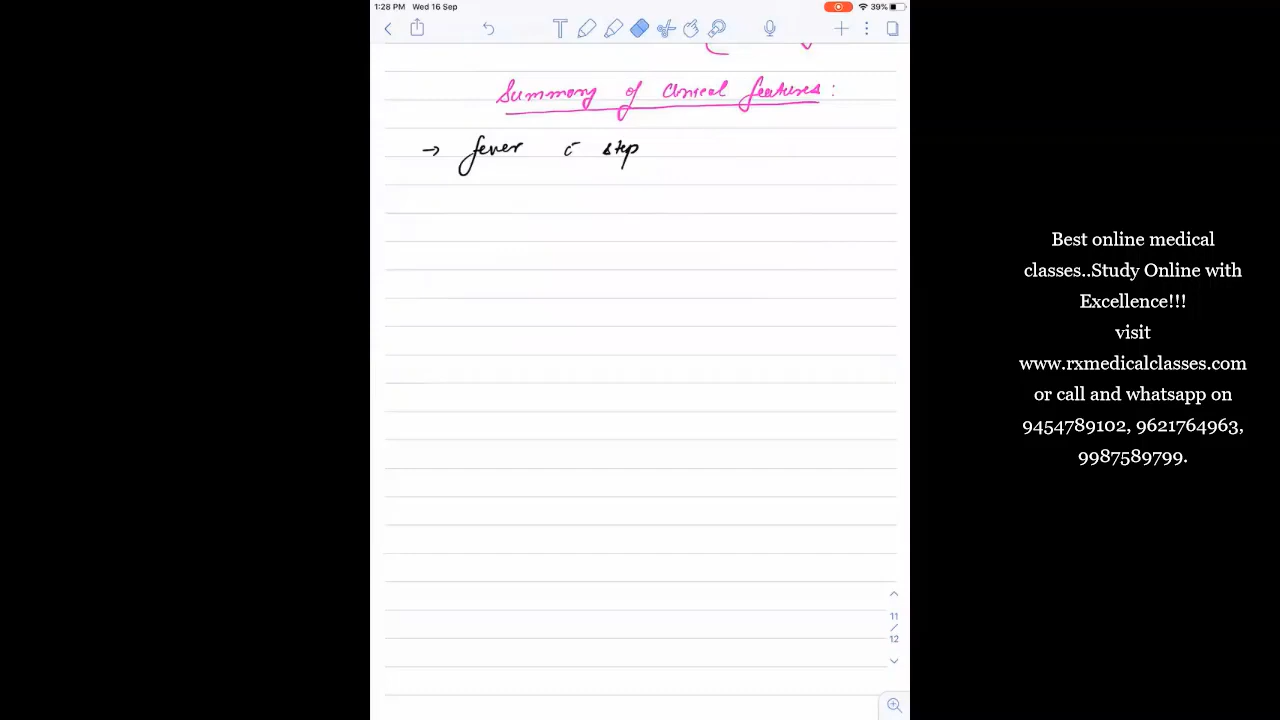 1:28 PM Wed 16 Sep
39%
Summary of Clinical features :
→ fever c̄ step
11
/
12
Best online medical
classes..Study Online with
Excellence!!!
visit
www.rxmedicalclasses.com
or call and whatsapp on
9454789102, 9621764963,
9987589799.